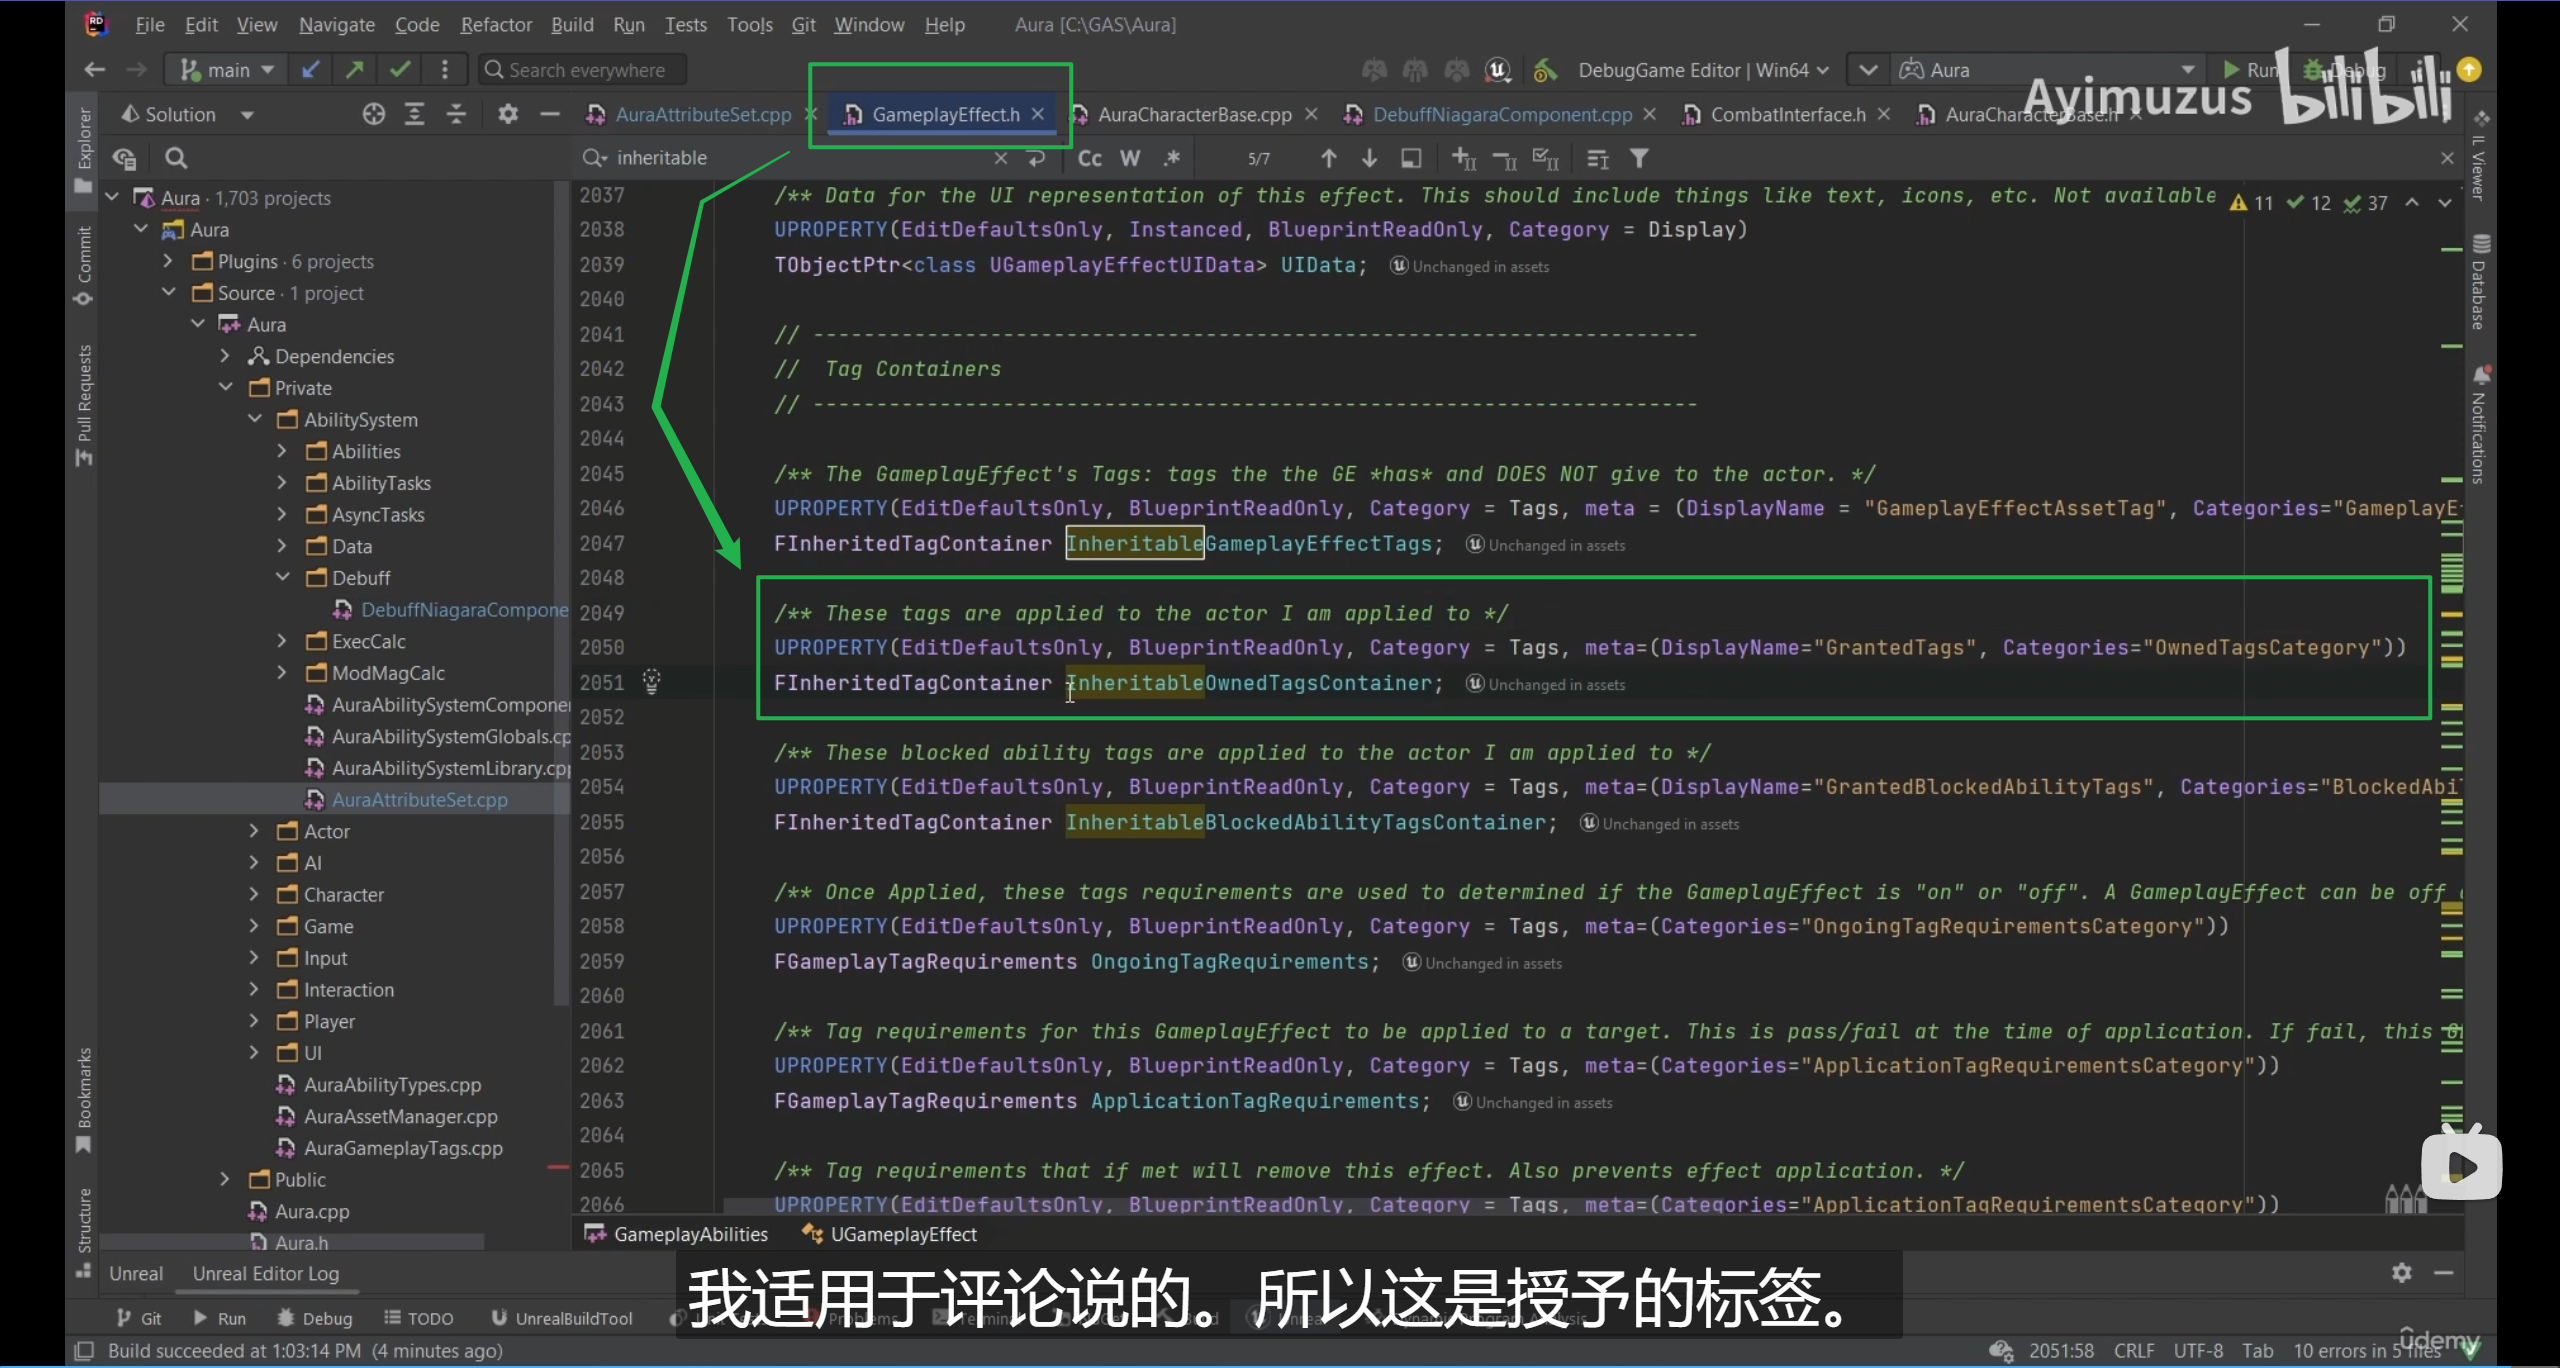 File Edit View Navigate Code Refactor Build Run Tests Tools Git Window Help Aura [C:\GAS\Aura]
main Search everywhere DebugGame Editor | Win64 Aura Run Debug
Ayimuzus bilibili
Solution AuraAttributeSet.cpp GameplayEffect.h AuraCharacterBase.cpp DebuffNiagaraComponent.cpp CombatInterface.h AuraCharacterBase.h
inheritable Cc W .* 5/7
Explorer
Commit
Pull Requests
Bookmarks
Structure
Aura · 1,703 projects
Aura
Plugins · 6 projects
Source · 1 project
Aura
Dependencies
Private
AbilitySystem
Abilities
AbilityTasks
AsyncTasks
Data
Debuff
DebuffNiagaraCompone
ExecCalc
ModMagCalc
AuraAbilitySystemCompone
AuraAbilitySystemGlobals.cp
AuraAbilitySystemLibrary.cp
AuraAttributeSet.cpp
Actor
AI
Character
Game
Input
Interaction
Player
UI
AuraAbilityTypes.cpp
AuraAssetManager.cpp
AuraGameplayTags.cpp
Public
Aura.cpp
Aura.h
2037 /** Data for the UI representation of this effect. This should include things like text, icons, etc. Not available 11 12 37
2038 UPROPERTY(EditDefaultsOnly, Instanced, BlueprintReadOnly, Category = Display)
2039 TObjectPtr<class UGameplayEffectUIData> UIData; Unchanged in assets
2040
2041 // ----------------------------------------------------------------------
2042 // Tag Containers
2043 // ----------------------------------------------------------------------
2044
2045 /** The GameplayEffect's Tags: tags the the GE *has* and DOES NOT give to the actor. */
2046 UPROPERTY(EditDefaultsOnly, BlueprintReadOnly, Category = Tags, meta = (DisplayName = "GameplayEffectAssetTag", Categories="GameplayE
2047 FInheritedTagContainer InheritableGameplayEffectTags; Unchanged in assets
2048
2049 /** These tags are applied to the actor I am applied to */
2050 UPROPERTY(EditDefaultsOnly, BlueprintReadOnly, Category = Tags, meta=(DisplayName="GrantedTags", Categories="OwnedTagsCategory"))
2051 FInheritedTagContainer InheritableOwnedTagsContainer; Unchanged in assets
2052
2053 /** These blocked ability tags are applied to the actor I am applied to */
2054 UPROPERTY(EditDefaultsOnly, BlueprintReadOnly, Category = Tags, meta=(DisplayName="GrantedBlockedAbilityTags", Categories="BlockedAbi
2055 FInheritedTagContainer InheritableBlockedAbilityTagsContainer; Unchanged in assets
2056
2057 /** Once Applied, these tags requirements are used to determined if the GameplayEffect is "on" or "off". A GameplayEffect can be off
2058 UPROPERTY(EditDefaultsOnly, BlueprintReadOnly, Category = Tags, meta=(Categories="OngoingTagRequirementsCategory"))
2059 FGameplayTagRequirements OngoingTagRequirements; Unchanged in assets
2060
2061 /** Tag requirements for this GameplayEffect to be applied to a target. This is pass/fail at the time of application. If fail, this G
2062 UPROPERTY(EditDefaultsOnly, BlueprintReadOnly, Category = Tags, meta=(Categories="ApplicationTagRequirementsCategory"))
2063 FGameplayTagRequirements ApplicationTagRequirements; Unchanged in assets
2064
2065 /** Tag requirements that if met will remove this effect. Also prevents effect application. */
2066 UPROPERTY(EditDefaultsOnly, BlueprintReadOnly, Category = Tags, meta=(Categories="ApplicationTagRequirementsCategory"))
IL Viewer
Database
Notifications
GameplayAbilities UGameplayEffect
Unreal Unreal Editor Log
我适用于评论说的。所以这是授予的标签。
Git Run Debug TODO UnrealBuildTool Problems
Build succeeded at 1:03:14 PM (4 minutes ago) 2051:58 CRLF UTF-8 Tab 10 errors in 5 files
udemy